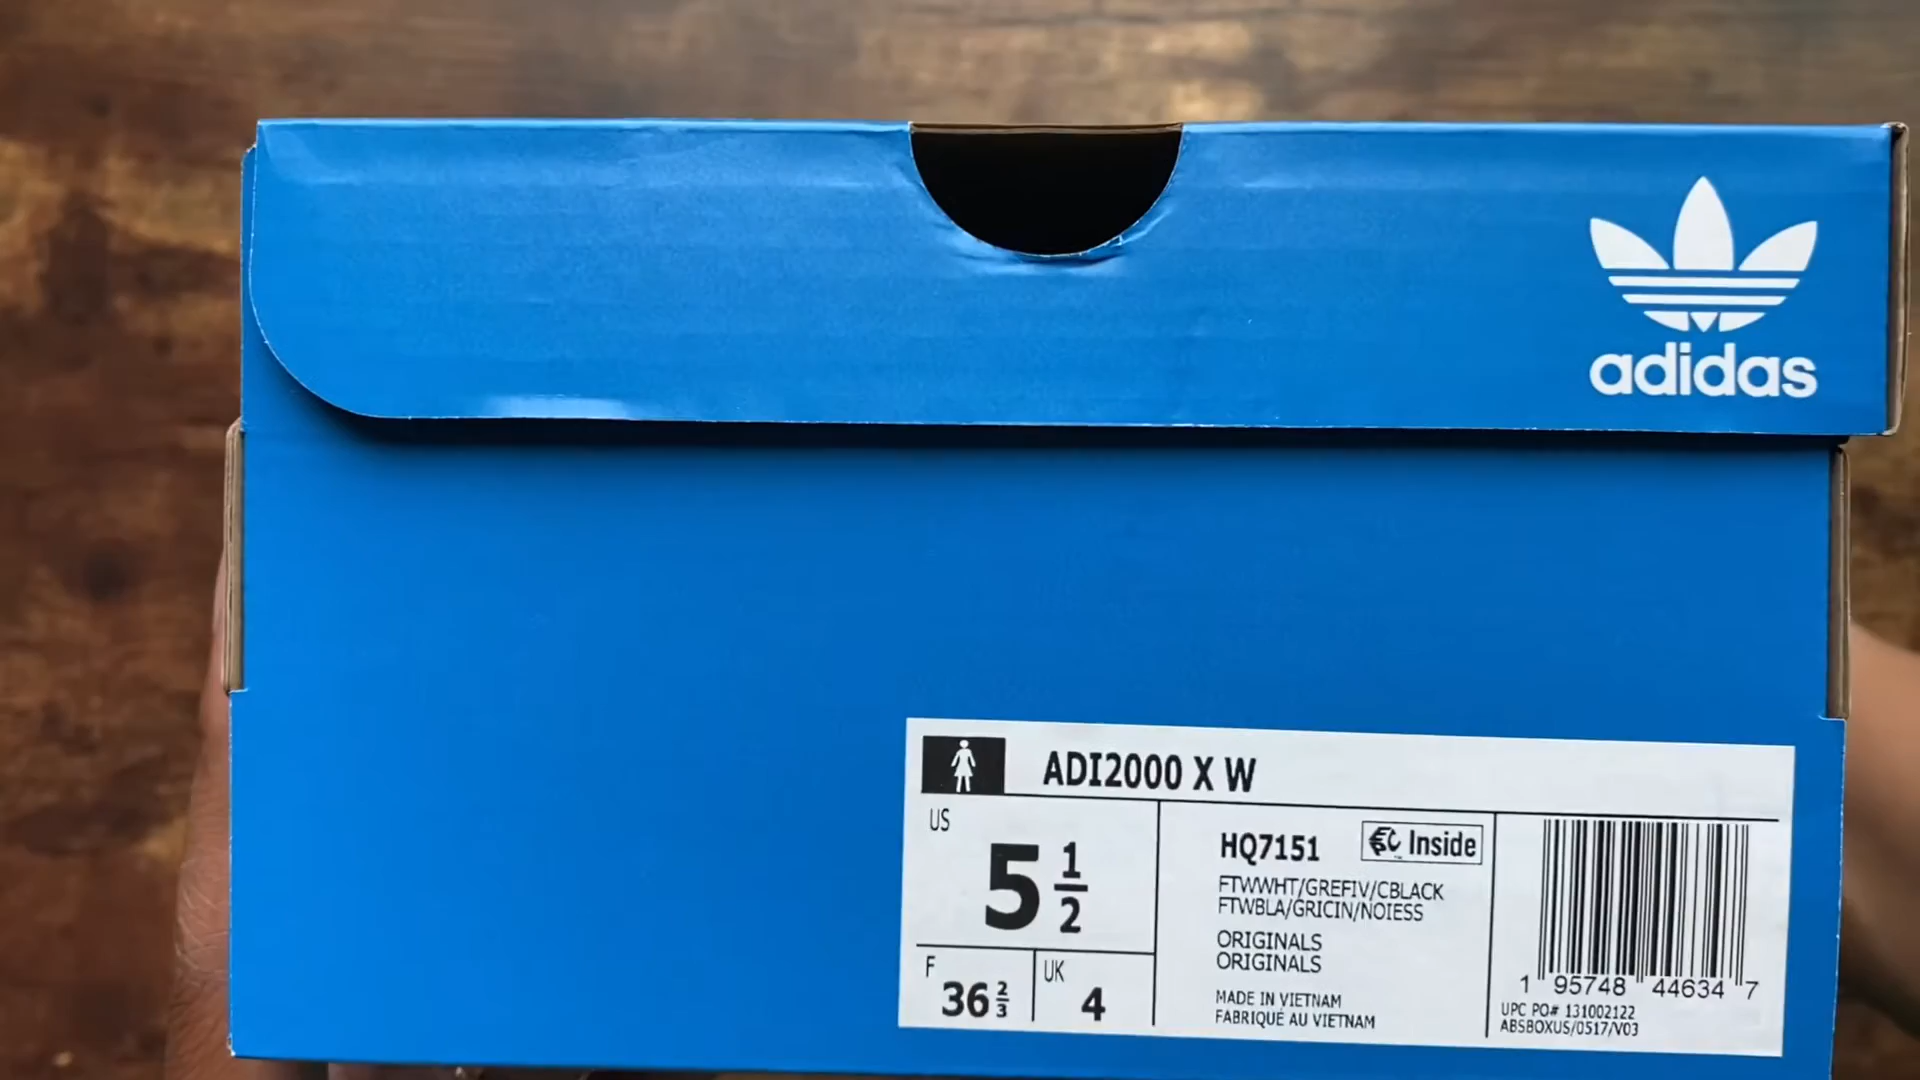 adidas
ADI2000 X W
US
5 1/2
F
36 2/3
UK
4
HQ7151
Inside
FTWWHT/GREFIV/CBLACK
FTWBLA/GRICIN/NOIESS
ORIGINALS
ORIGINALS
MADE IN VIETNAM
FABRIQUÉ AU VIETNAM
1 95748 44634 7
UPC PO# 131002122
ABSBOXUS/0517/V03